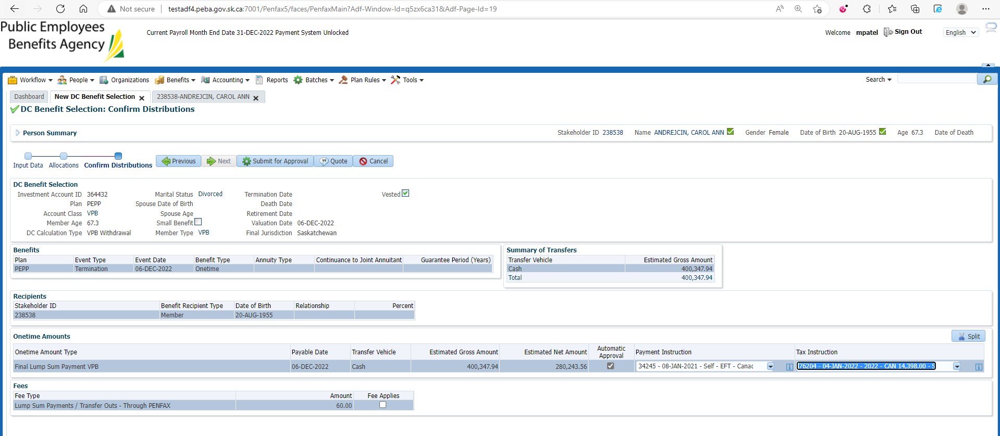 Not secure | testadf4.peba.gov.sk.ca:7001/Penfax5/faces/PenfaxMain?Adf-Window-Id=q5zx6ca31&Adf-Page-Id=19
Public Employees
Benefits Agency
Current Payroll Month End Date 31-DEC-2022 Payment System Unlocked
Welcome mpatel Sign Out English
Workflow People Organizations Benefits Accounting Reports Batches Plan Rules Tools Search
Dashboard New DC Benefit Selection 238538-ANDREJCIN, CAROL ANN
DC Benefit Selection: Confirm Distributions
Person Summary Stakeholder ID 238538 Name ANDREJCIN, CAROL ANN Gender Female Date of Birth 20-AUG-1955 Age 67.3 Date of Death
Input Data Allocations Confirm Distributions Previous Next Submit for Approval Quote Cancel
DC Benefit Selection
Investment Account ID 364432 Marital Status Divorced Termination Date Vested
Plan PEPP Spouse Date of Birth Death Date
Account Class VPB Spouse Age Retirement Date
Member Age 67.3 Small Benefit Valuation Date 06-DEC-2022
DC Calculation Type VPB Withdrawal Member Type VPB Final Jurisdiction Saskatchewan
Benefits
Plan Event Type Event Date Benefit Type Annuity Type Continuance to Joint Annuitant Guarantee Period (Years)
PEPP Termination 06-DEC-2022 Onetime
Summary of Transfers
Transfer Vehicle Estimated Gross Amount
Cash 400,347.94
Total 400,347.94
Recipients
Stakeholder ID Benefit Recipient Type Date of Birth Relationship Percent
238538 Member 20-AUG-1955
Onetime Amounts Split
Onetime Amount Type Payable Date Transfer Vehicle Estimated Gross Amount Estimated Net Amount Automatic Approval Payment Instruction Tax Instruction
Final Lump Sum Payment VPB 06-DEC-2022 Cash 400,347.94 280,243.56 34245 - 08-JAN-2021 - Self - EFT - Canac 76204 - 04-JAN-2022 - 2022 - CAN 14,398.00 - S
Fees
Fee Type Amount Fee Applies
Lump Sum Payments / Transfer Outs - Through PENFAX 60.00